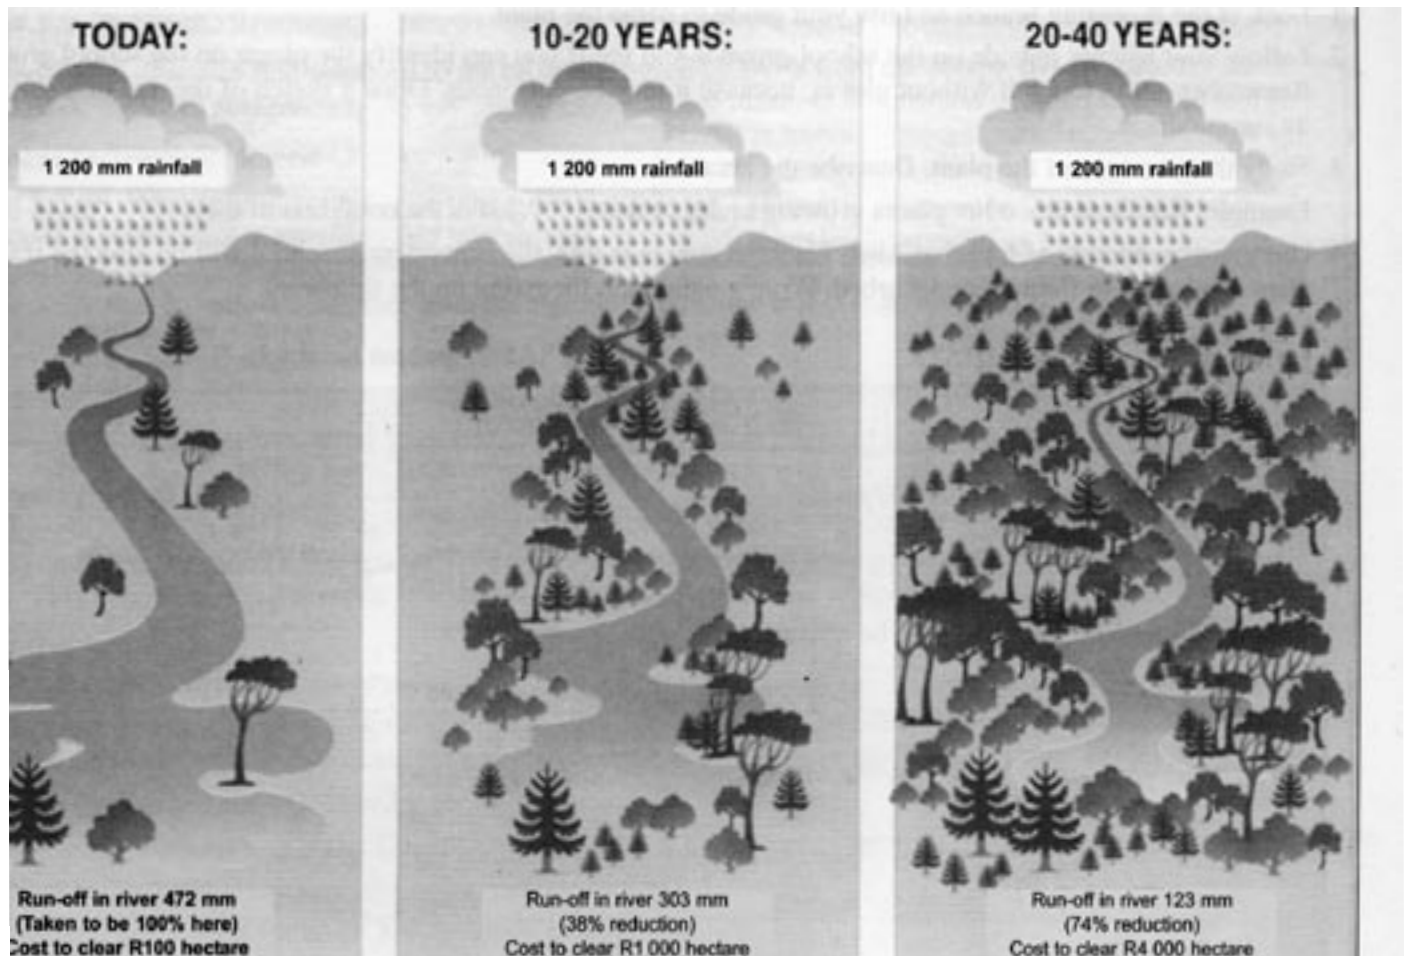 TODAY:
1 200 mm rainfall
Run-off in river 472 mm
(Taken to be 100% here)
Cost to clear R100 hectare
10-20 YEARS:
1 200 mm rainfall
Run-off in river 303 mm
(38% reduction)
Cost to clear R1 000 hectare
20-40 YEARS:
1 200 mm rainfall
Run-off in river 123 mm
(74% reduction)
Cost to clear R4 000 hectare